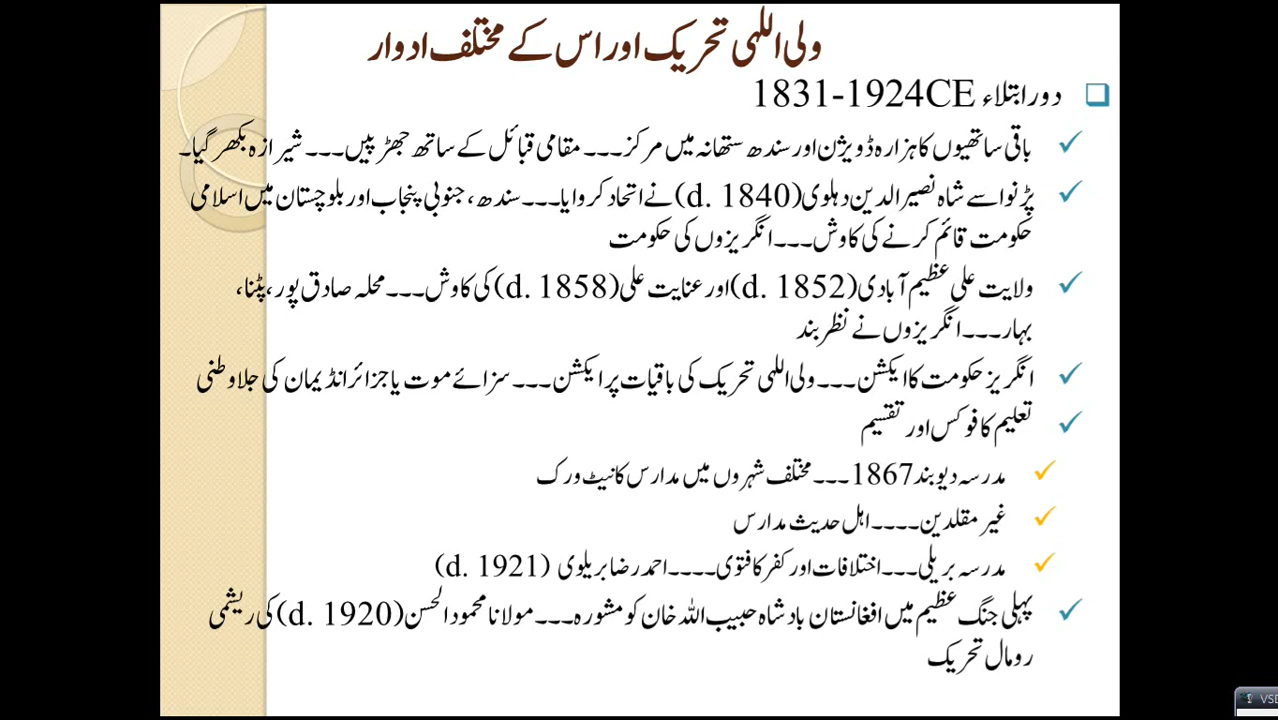 ولی اللہی تحریک اور اس کے مختلف ادوار
دور ابتلاء 1831-1924CE
باقی ساتھیوں کا ہزارہ ڈویژن اور سندھ ستھانہ میں مرکز۔۔۔ مقامی قبائل کے ساتھ جھڑپیں۔۔۔ شیرازہ بکھر گیا۔
پڑنواسے شاہ نصیر الدین دہلوی (d. 1840) نے اتحاد کروایا۔۔۔ سندھ، جنوبی پنجاب اور بلوچستان میں اسلامی
حکومت قائم کرنے کی کاوش۔۔۔ انگریزوں کی حکومت
ولایت علی عظیم آبادی (d. 1852) اور عنایت علی (d. 1858) کی کاوش۔۔۔ محلہ صادق پور، پٹنا،
بہار۔۔۔ انگریزوں نے نظر بند
انگریز حکومت کا ایکشن۔۔۔ ولی اللہی تحریک کی باقیات پر ایکشن۔۔۔ سزائے موت یا جزائر انڈیمان کی جلاوطنی
تعلیم کا فوکس اور تقسیم
مدرسہ دیوبند 1867۔۔۔ مختلف شہروں میں مدارس کا نیٹ ورک
غیر مقلدین۔۔۔۔ اہل حدیث مدارس
مدرسہ بریلی۔۔۔ اختلافات اور کفر کا فتوی۔۔۔۔ احمد رضا بریلوی (d. 1921)
پہلی جنگ عظیم میں افغانستان بادشاہ حبیب اللہ خان کو مشورہ۔۔۔ مولانا محمود الحسن (d. 1920) کی ریشمی
رومال تحریک